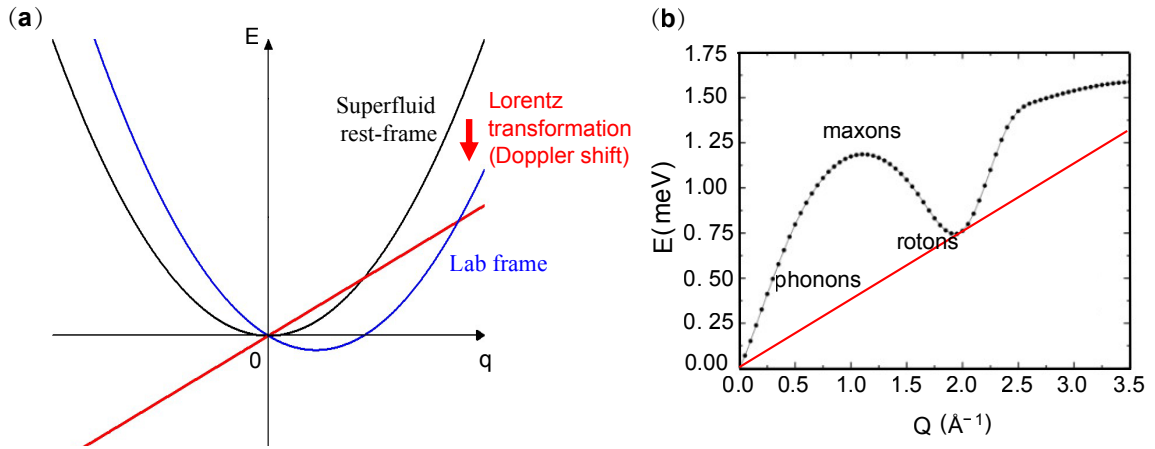 (a)
E
Superfluid
rest-frame
Lorentz
transformation
(Doppler shift)
Lab frame
0
q
(b)
E(meV)
1.75
1.50
1.25
1.00
0.75
0.50
0.25
0.00
maxons
rotons
phonons
0.0 0.5 1.0 1.5 2.0 2.5 3.0 3.5
Q (Å⁻¹)